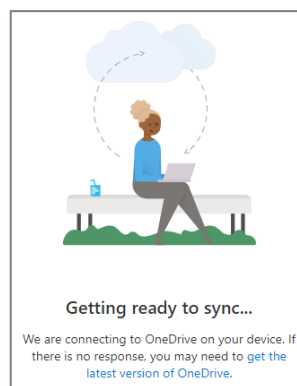 Getting ready to sync...
We are connecting to OneDrive on your device. If
there is no response, you may need to get the
latest version of OneDrive.